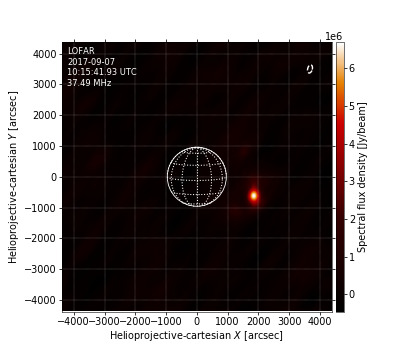 1e6
LOFAR
2017-09-07
10:15:41.93 UTC
37.49 MHz
4000
3000
2000
1000
0
−1000
−2000
−3000
−4000
Helioprojective-cartesian Y [arcsec]
−4000−3000−2000−1000 0 1000 2000 3000 4000
Helioprojective-cartesian X [arcsec]
6
5
4
3
2
1
0
Spectral flux density [Jy/beam]